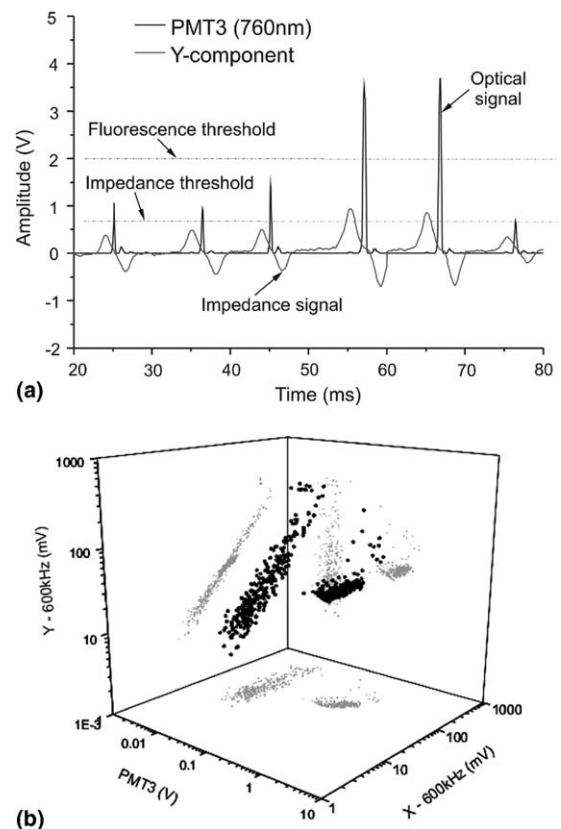 PMT3 (760nm)
Y-component
Optical
signal
Fluorescence threshold
Impedance threshold
Impedance signal
Amplitude (V)
5
4
3
2
1
0
-1
-2
20 30 40 50 60 70 80
Time (ms)
(a)
Y - 600kHz (mV)
1000
100
10
1E-3
0.01
0.1
1
10
PMT3 (V)
1
10
100
1000
X - 600kHz (mV)
(b)